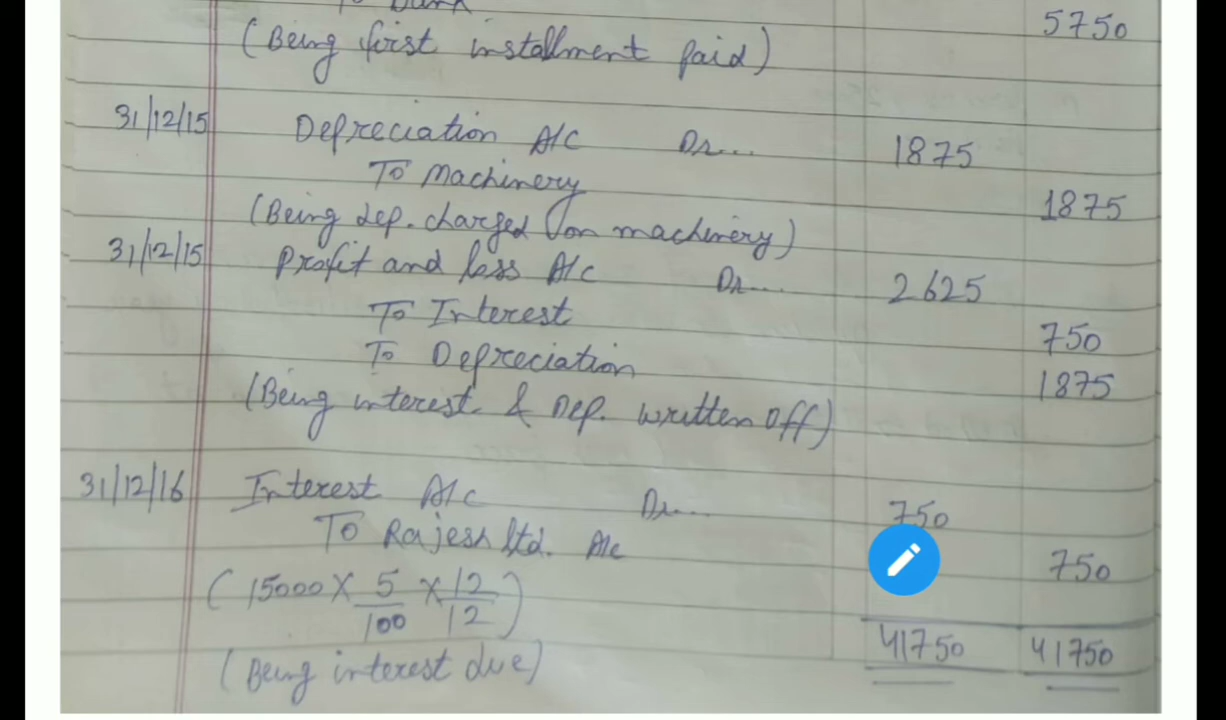 To Bank
5750
(Being first installment paid)
31/12/15 Depreciation A/C Dr... 1875
To Machinery
1875
(Being dep. charged on machinery)
31/12/15 Profit and loss A/C Dr... 2625
To Interest
750
To Depreciation
1875
(Being interest & Dep. written off)
31/12/16 Interest A/C Dr... 750
To Rajesh ltd. A/c
750
(15000 X 5/100 X 12/12)
41750 41750
(Being interest due)